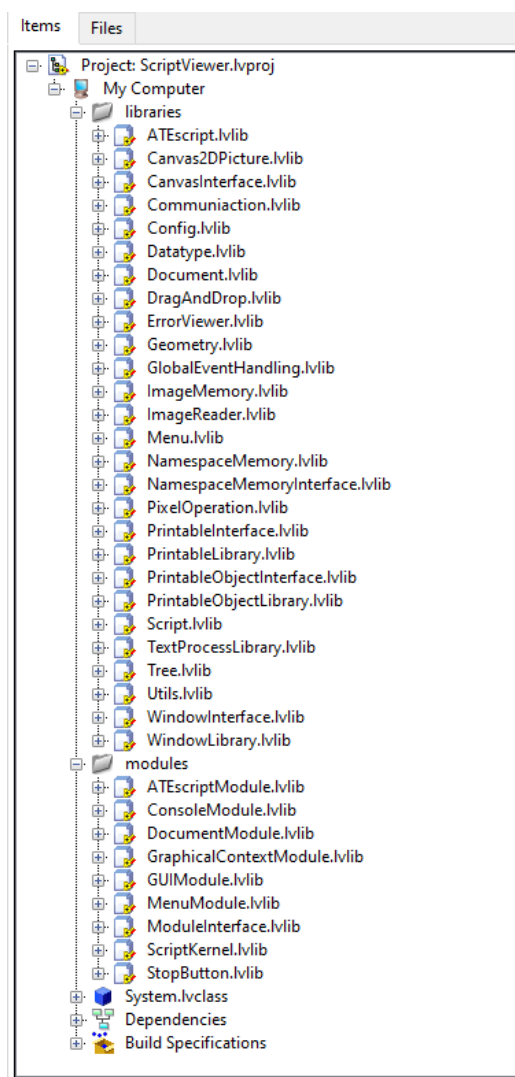 Items Files
Project: ScriptViewer.lvproj
My Computer
libraries
ATEscript.lvlib
Canvas2DPicture.lvlib
CanvasInterface.lvlib
Communiaction.lvlib
Config.lvlib
Datatype.lvlib
Document.lvlib
DragAndDrop.lvlib
ErrorViewer.lvlib
Geometry.lvlib
GlobalEventHandling.lvlib
ImageMemory.lvlib
ImageReader.lvlib
Menu.lvlib
NamespaceMemory.lvlib
NamespaceMemoryInterface.lvlib
PixelOperation.lvlib
PrintableInterface.lvlib
PrintableLibrary.lvlib
PrintableObjectInterface.lvlib
PrintableObjectLibrary.lvlib
Script.lvlib
TextProcessLibrary.lvlib
Tree.lvlib
Utils.lvlib
WindowInterface.lvlib
WindowLibrary.lvlib
modules
ATEscriptModule.lvlib
ConsoleModule.lvlib
DocumentModule.lvlib
GraphicalContextModule.lvlib
GUIModule.lvlib
MenuModule.lvlib
ModuleInterface.lvlib
ScriptKernel.lvlib
StopButton.lvlib
System.lvclass
Dependencies
Build Specifications